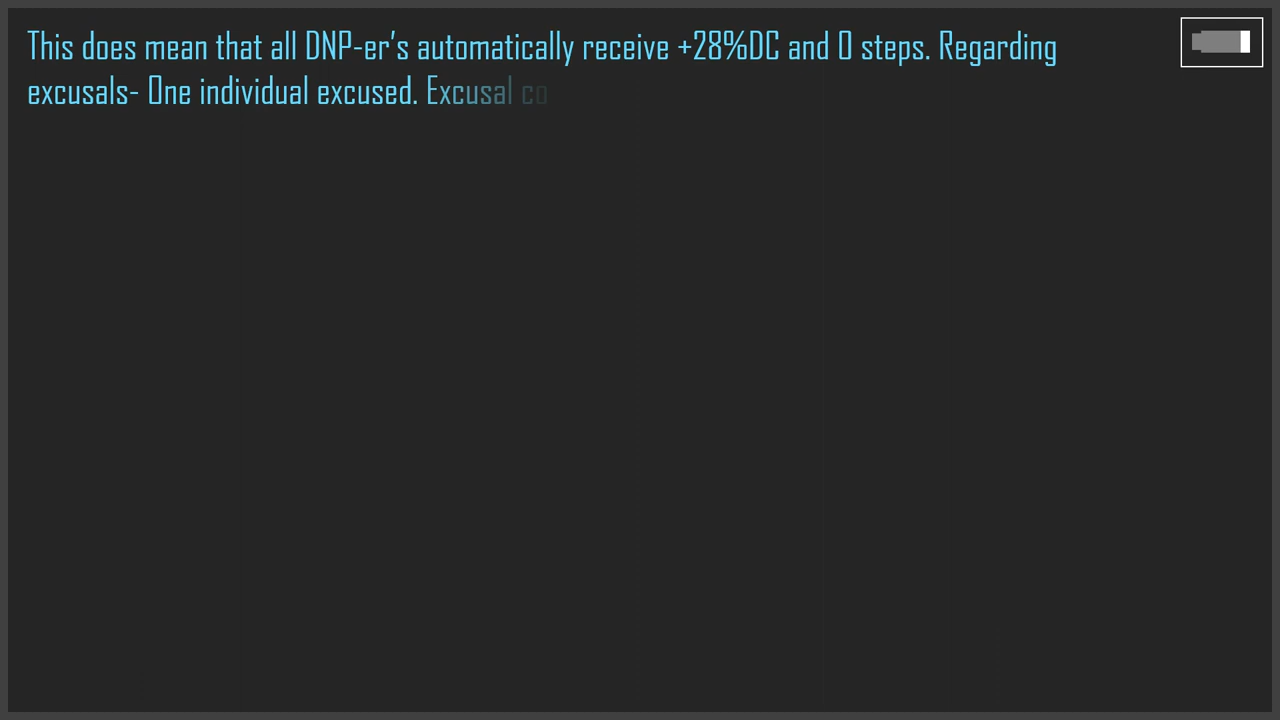 This does mean that all DNP-er's automatically receive +28%DC and 0 steps. Regarding
excusals- One individual excused. Excusal co